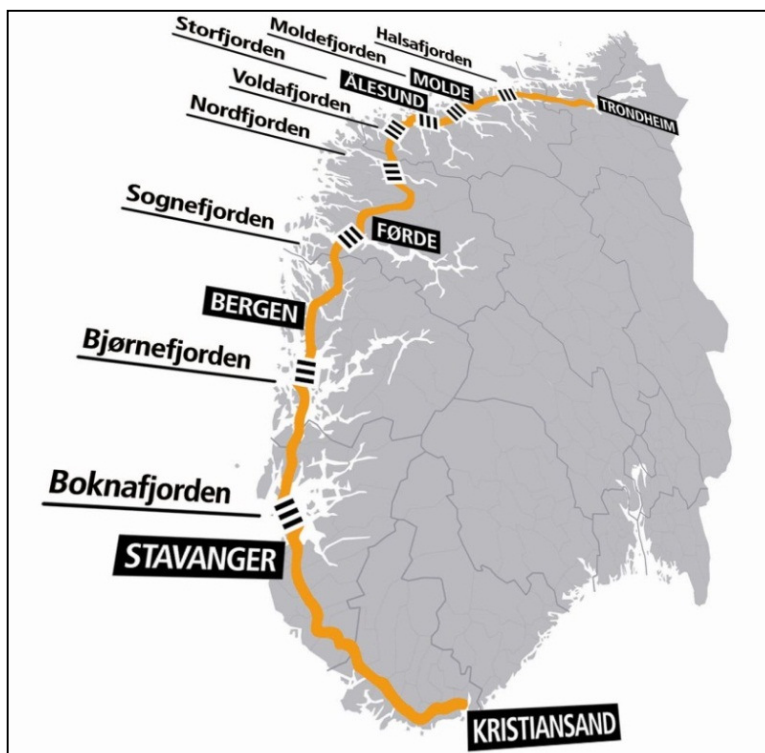 Halsafjorden
Moldefjorden
Storfjorden
MOLDE
ÅLESUND
Voldafjorden
TRONDHEIM
Nordfjorden
Sognefjorden
FØRDE
BERGEN
Bjørnefjorden
Boknafjorden
STAVANGER
KRISTIANSAND